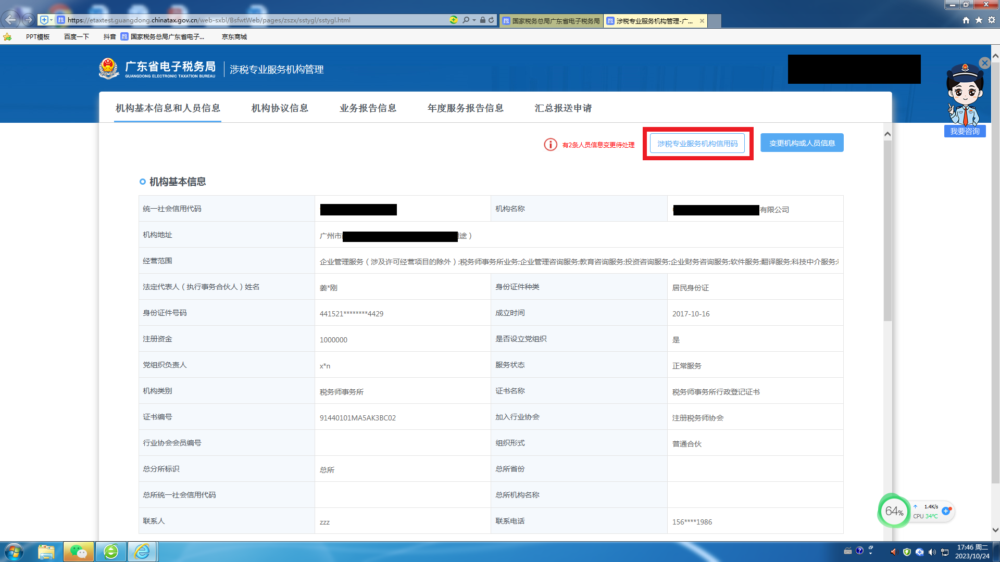 https://etaxtest.guangdong.chinatax.gov.cn/web-sxbl/BsfwtWeb/pages/zszx/sstygl/sstygl.html
税 国家税务总局广东省电子税务局
税 涉税专业服务机构管理-广...
PPT模板 百度一下 抖音 税 国家税务总局广东省电子... 京东商城
广东省电子税务局
GUANGDONG ELECTRONIC TAXATION BUREAU
涉税专业服务机构管理
机构基本信息和人员信息 机构协议信息 业务报告信息 年度服务报告信息 汇总报送申请
我要咨询
有2条人员信息变更待处理 涉税专业服务机构信用码 变更机构或人员信息
机构基本信息
统一社会信用代码 机构名称 有限公司
机构地址 广州市 途）
经营范围 企业管理服务（涉及许可经营项目的除外）;税务师事务所业务;企业管理咨询服务;教育咨询服务;投资咨询服务;企业财务咨询服务;软件服务;翻译服务;科技中介服务;
法定代表人（执行事务合伙人）姓名 姜*刚 身份证件种类 居民身份证
身份证件号码 441521********4429 成立时间 2017-10-16
注册资金 1000000 是否设立党组织 是
党组织负责人 x*n 服务状态 正常服务
机构类别 税务师事务所 证书名称 税务师事务所行政登记证书
证书编号 91440101MA5AK3BC02 加入行业协会 注册税务师协会
行业协会会员编号 组织形式 普通合伙
总分所标识 总所 总所省份
总所统一社会信用代码 总所机构名称
联系人 zzz 联系电话 156****1986
64% 1.4K/s
CPU 34℃
17:46 周二
2023/10/24